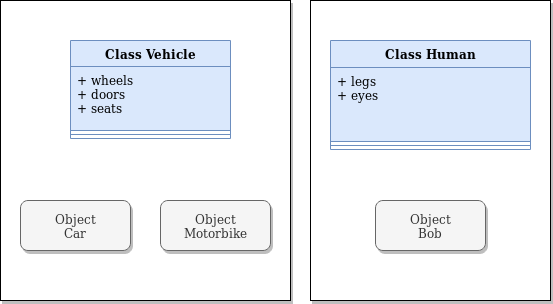 Class Vehicle
+ wheels
+ doors
+ seats
Object
Car
Object
Motorbike
Class Human
+ legs
+ eyes
Object
Bob